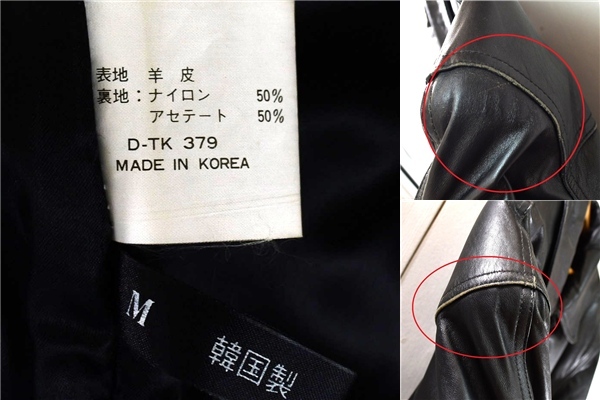 表地 羊皮
裏地:ナイロン 50%
アセテート 50%
D-TK 379
MADE IN KOREA
M
韓国製